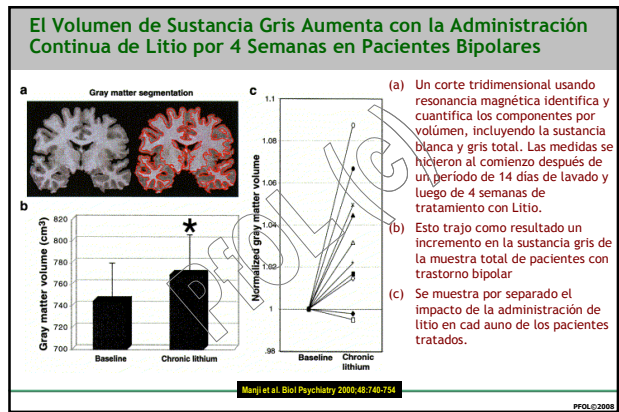 El Volumen de Sustancia Gris Aumenta con la Administración
Continua de Litio por 4 Semanas en Pacientes Bipolares
a
Gray matter segmentation
b
Gray matter volume (cm³)
820
800
780
760
740
720
700
*
Baseline
Chronic lithium
c
Normalized gray matter volume
1.1
1.08
1.06
1.04
1.02
1
.98
Baseline
Chronic
lithium
(a) Un corte tridimensional usando
resonancia magnética identifica y
cuantifica los componentes por
volúmen, incluyendo la sustancia
blanca y gris total. Las medidas se
hicieron al comienzo después de
un período de 14 días de lavado y
luego de 4 semanas de
tratamiento con Litio.
(b) Esto trajo como resultado un
incremento en la sustancia gris de
la muestra total de pacientes con
trastorno bipolar
(c) Se muestra por separado el
impacto de la administración de
litio en cad auno de los pacientes
tratados.
Manji et al. Biol Psychiatry 2000;48:740-754
PFOL©2008